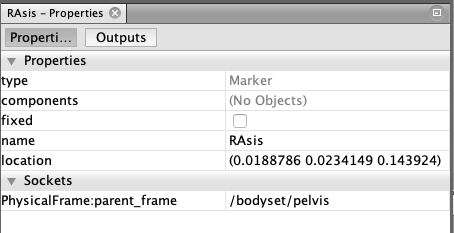 RAsis – Properties
Properti... Outputs
Properties
type Marker
components (No Objects)
fixed
name RAsis
location (0.0188786 0.0234149 0.143924)
Sockets
PhysicalFrame:parent_frame /bodyset/pelvis